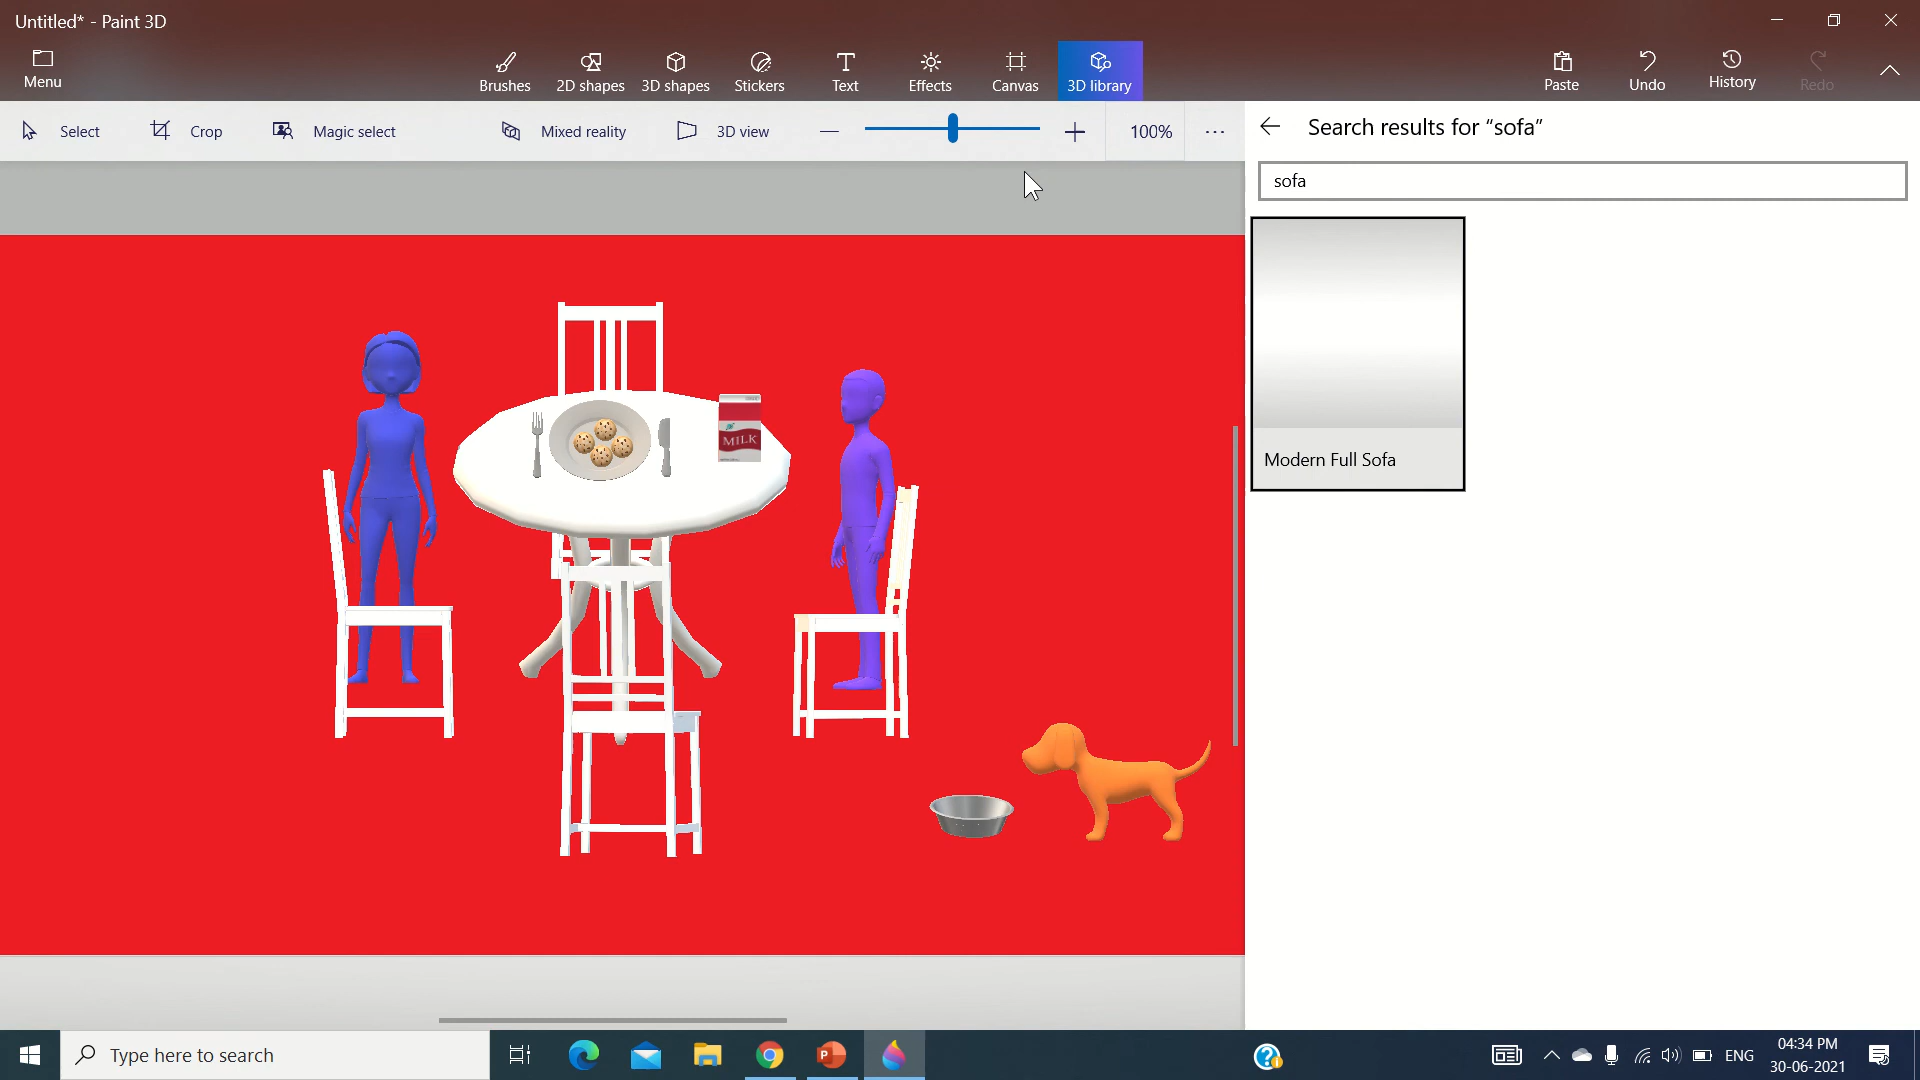 Untitled* - Paint 3D
Menu
Brushes
2D shapes
3D shapes
Stickers
Text
Effects
Canvas
3D library
Paste
Undo
History
Redo
Select
Crop
Magic select
Mixed reality
3D view
100%
Search results for “sofa”
sofa
Modern Full Sofa
MILK
Type here to search
ENG
04:34 PM
30-06-2021